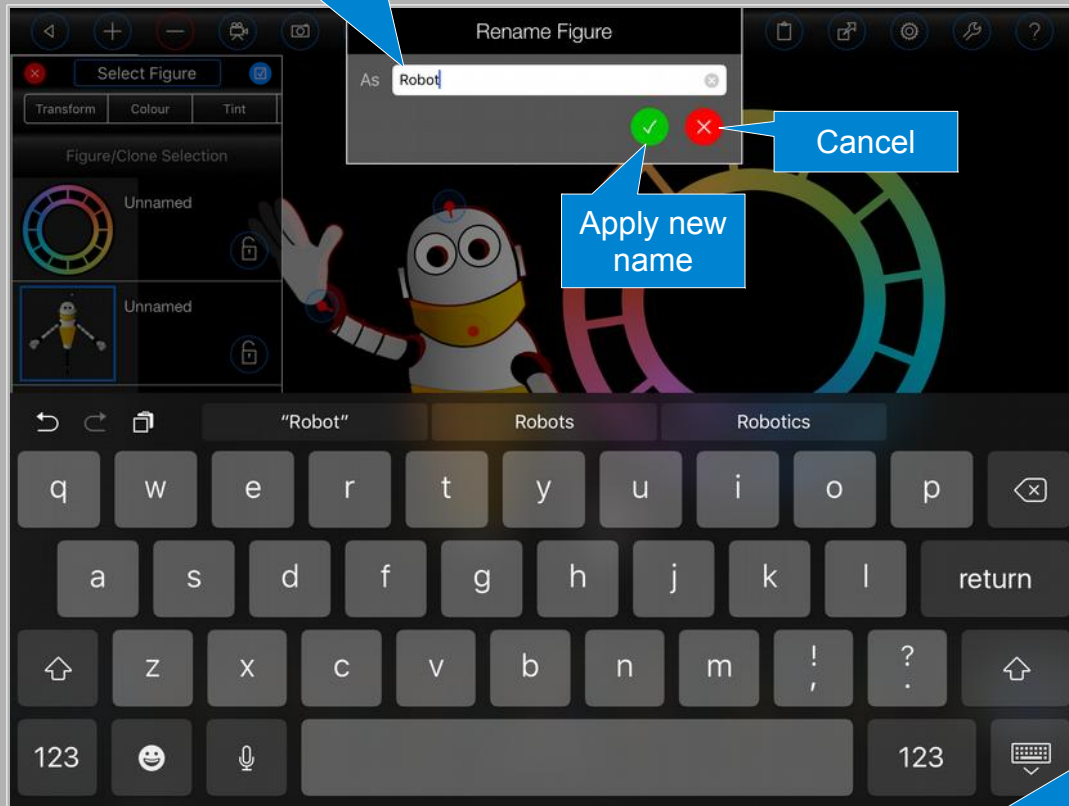 Rename Figure
?
Select Figure
As Robot
Transform Colour Tint
Cancel
Figure/Clone Selection
Unnamed
Apply new
name
Unnamed
"Robot" Robots Robotics
q w e r t y u i o p
a s d f g h j k l return
z x c v b n m ! , ? .
123 123